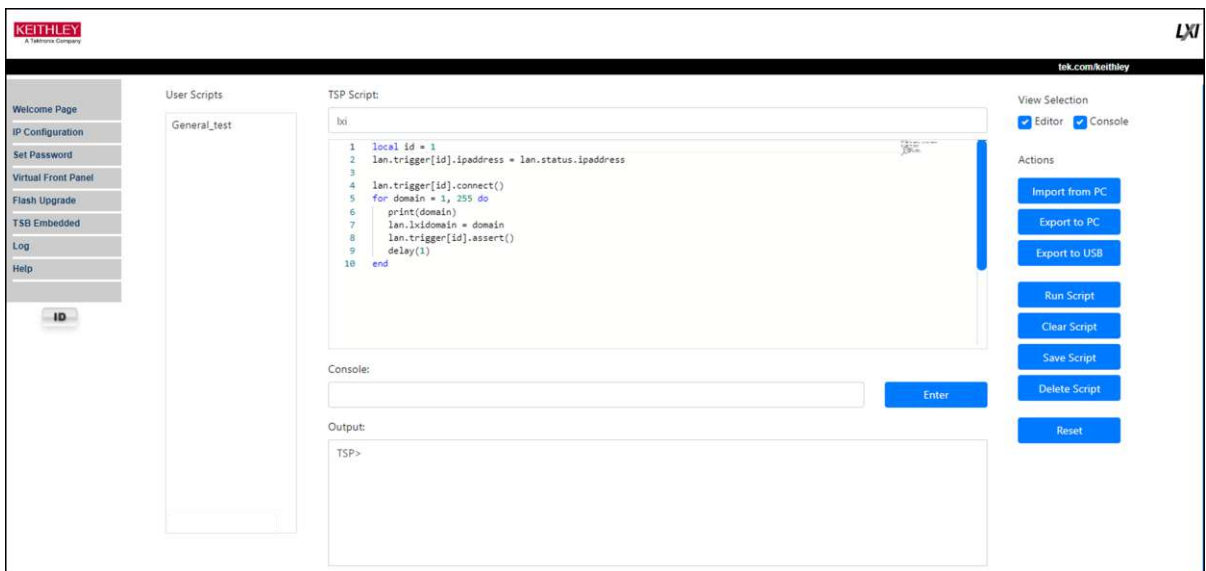 KEITHLEY
A Tektronix Company
LXI
tek.com/keithley
Welcome Page
IP Configuration
Set Password
Virtual Front Panel
Flash Upgrade
TSB Embedded
Log
Help
ID
User Scripts
General_test
TSP Script:
lxi
1 local id = 1
2 lan.trigger[id].ipaddress = lan.status.ipaddress
3
4 lan.trigger[id].connect()
5 for domain = 1, 255 do
6 print(domain)
7 lan.lxidomain = domain
8 lan.trigger[id].assert()
9 delay(1)
10 end
Console:
Enter
Output:
TSP>
View Selection
Editor Console
Actions
Import from PC
Export to PC
Export to USB
Run Script
Clear Script
Save Script
Delete Script
Reset